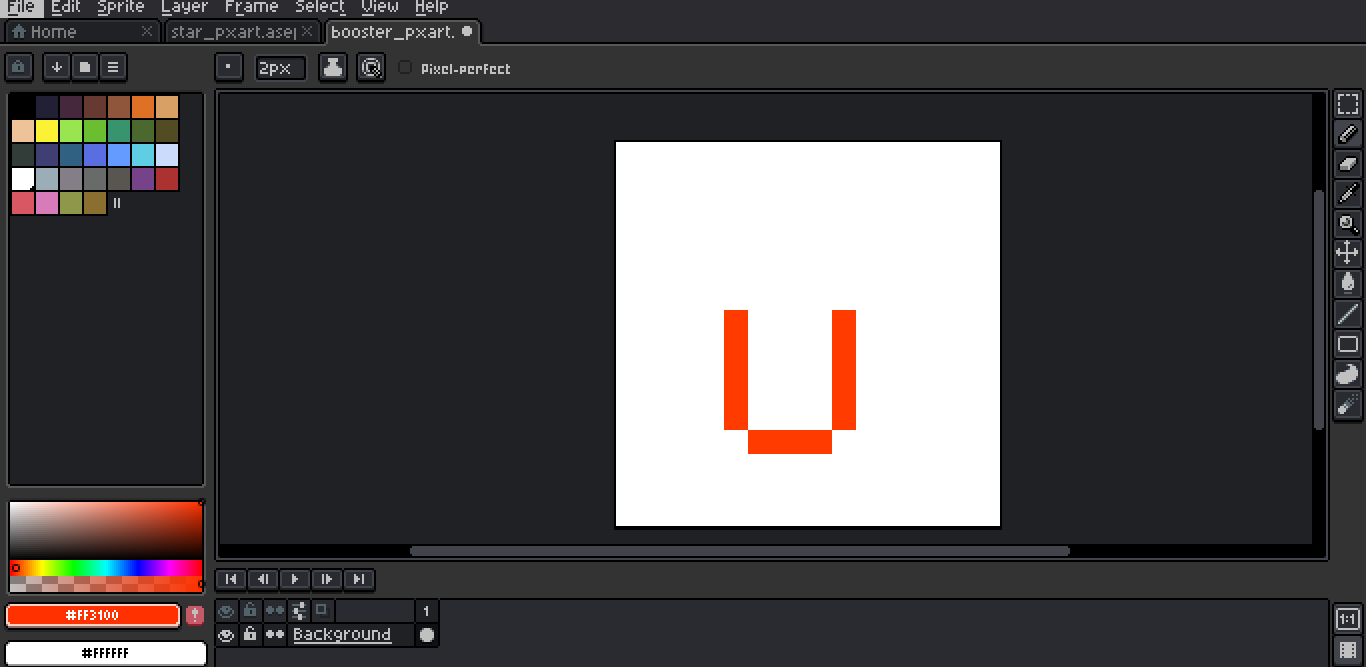 File Edit Sprite Layer Frame Select View Help
Home star_pxart.ase booster_pxart.
2px Pixel-perfect
#FF3100
#FFFFFF
1
Background
1:1